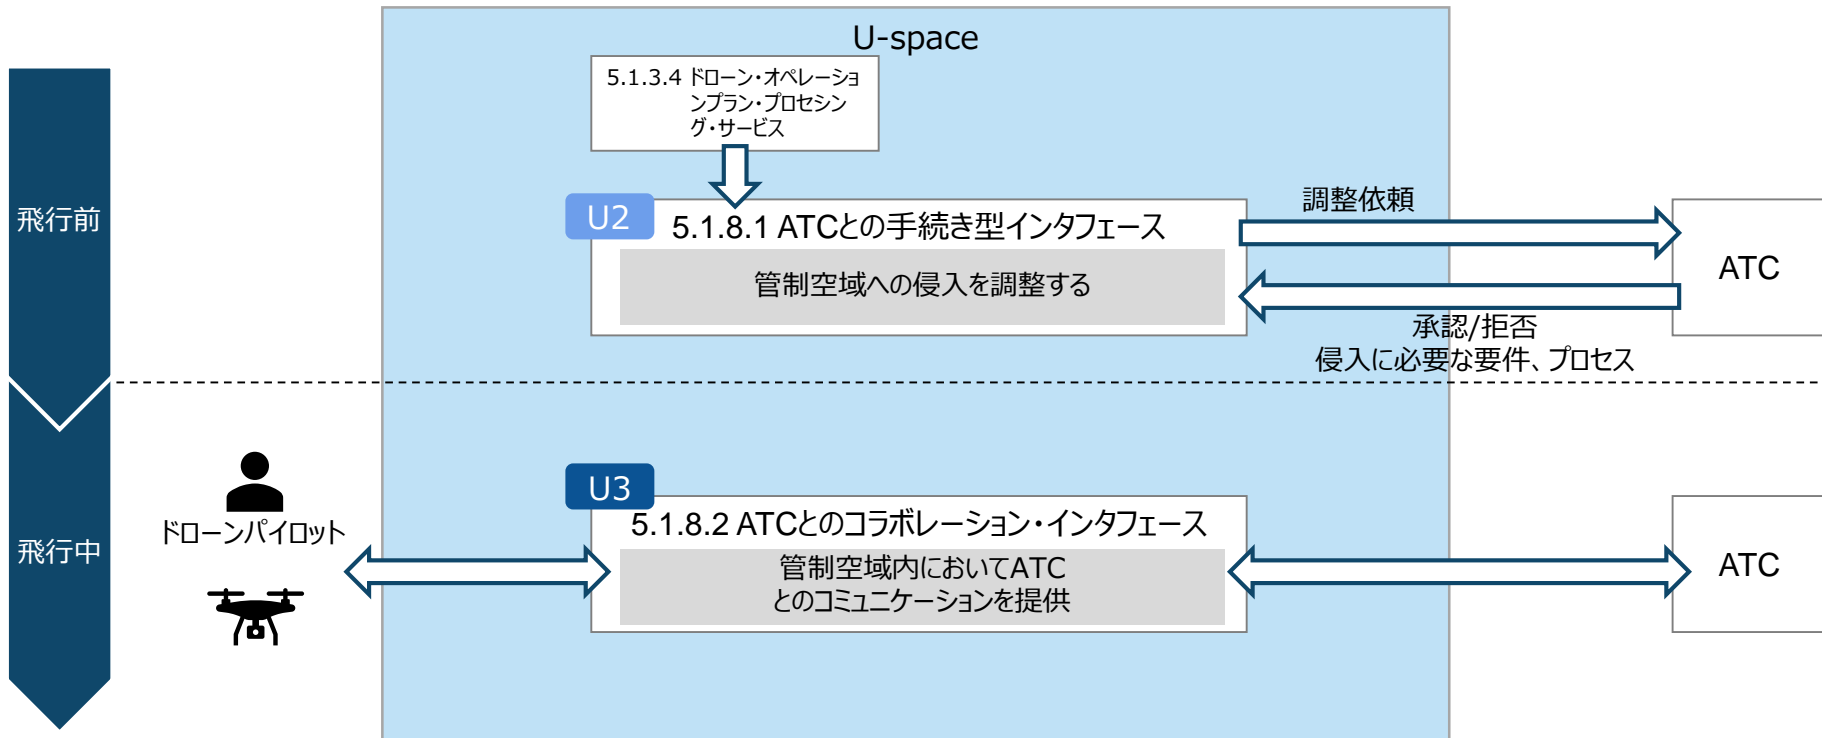 U-space
5.1.3.4 ドローン・オペレーショ
ンプラン・プロセシン
グ・サービス
飛行前
U2
5.1.8.1 ATCとの手続き型インタフェース
管制空域への侵入を調整する
調整依頼
ATC
承認/拒否
侵入に必要な要件、プロセス
飛行中
ドローンパイロット
U3
5.1.8.2 ATCとのコラボレーション・インタフェース
管制空域内においてATC
とのコミュニケーションを提供
ATC